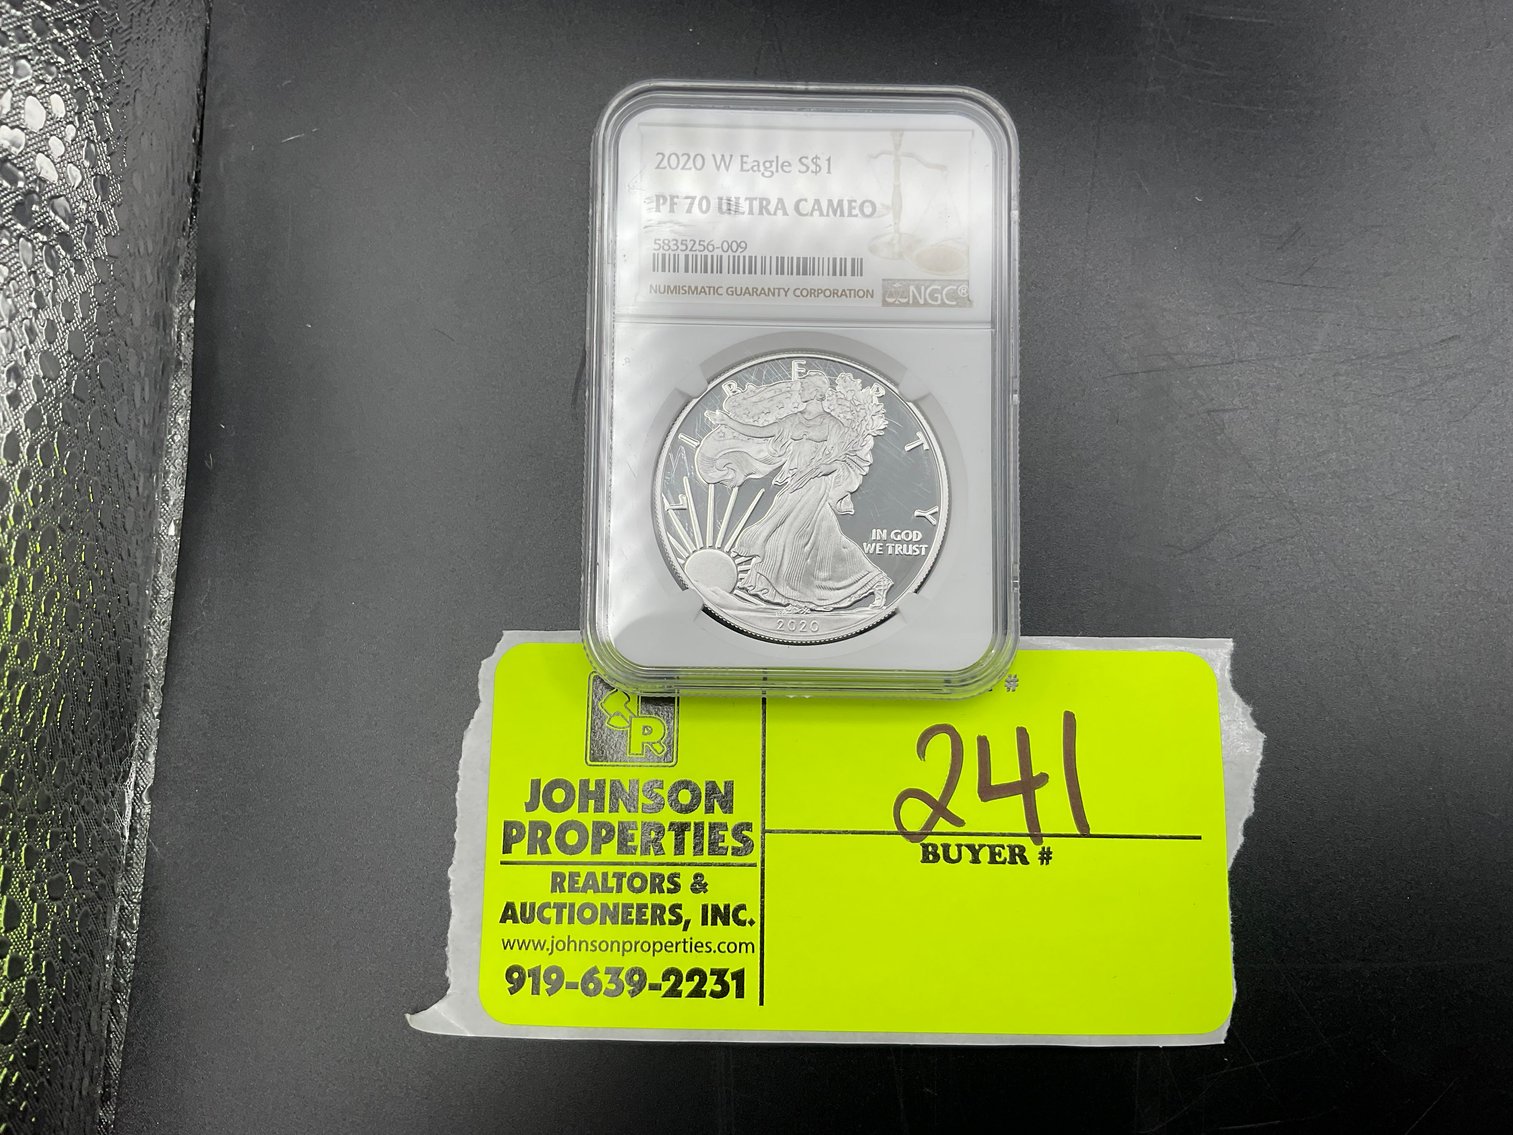 2020 W Eagle S$1
PF 70 ULTRA CAMEO
5835256-009
NUMISMATIC GUARANTY CORPORATION
NGC®
LIBERTY
IN GOD
WE TRUST
2020
#
241
BUYER #
R
JOHNSON
PROPERTIES
REALTORS &
AUCTIONEERS, INC.
www.johnsonproperties.com
919-639-2231